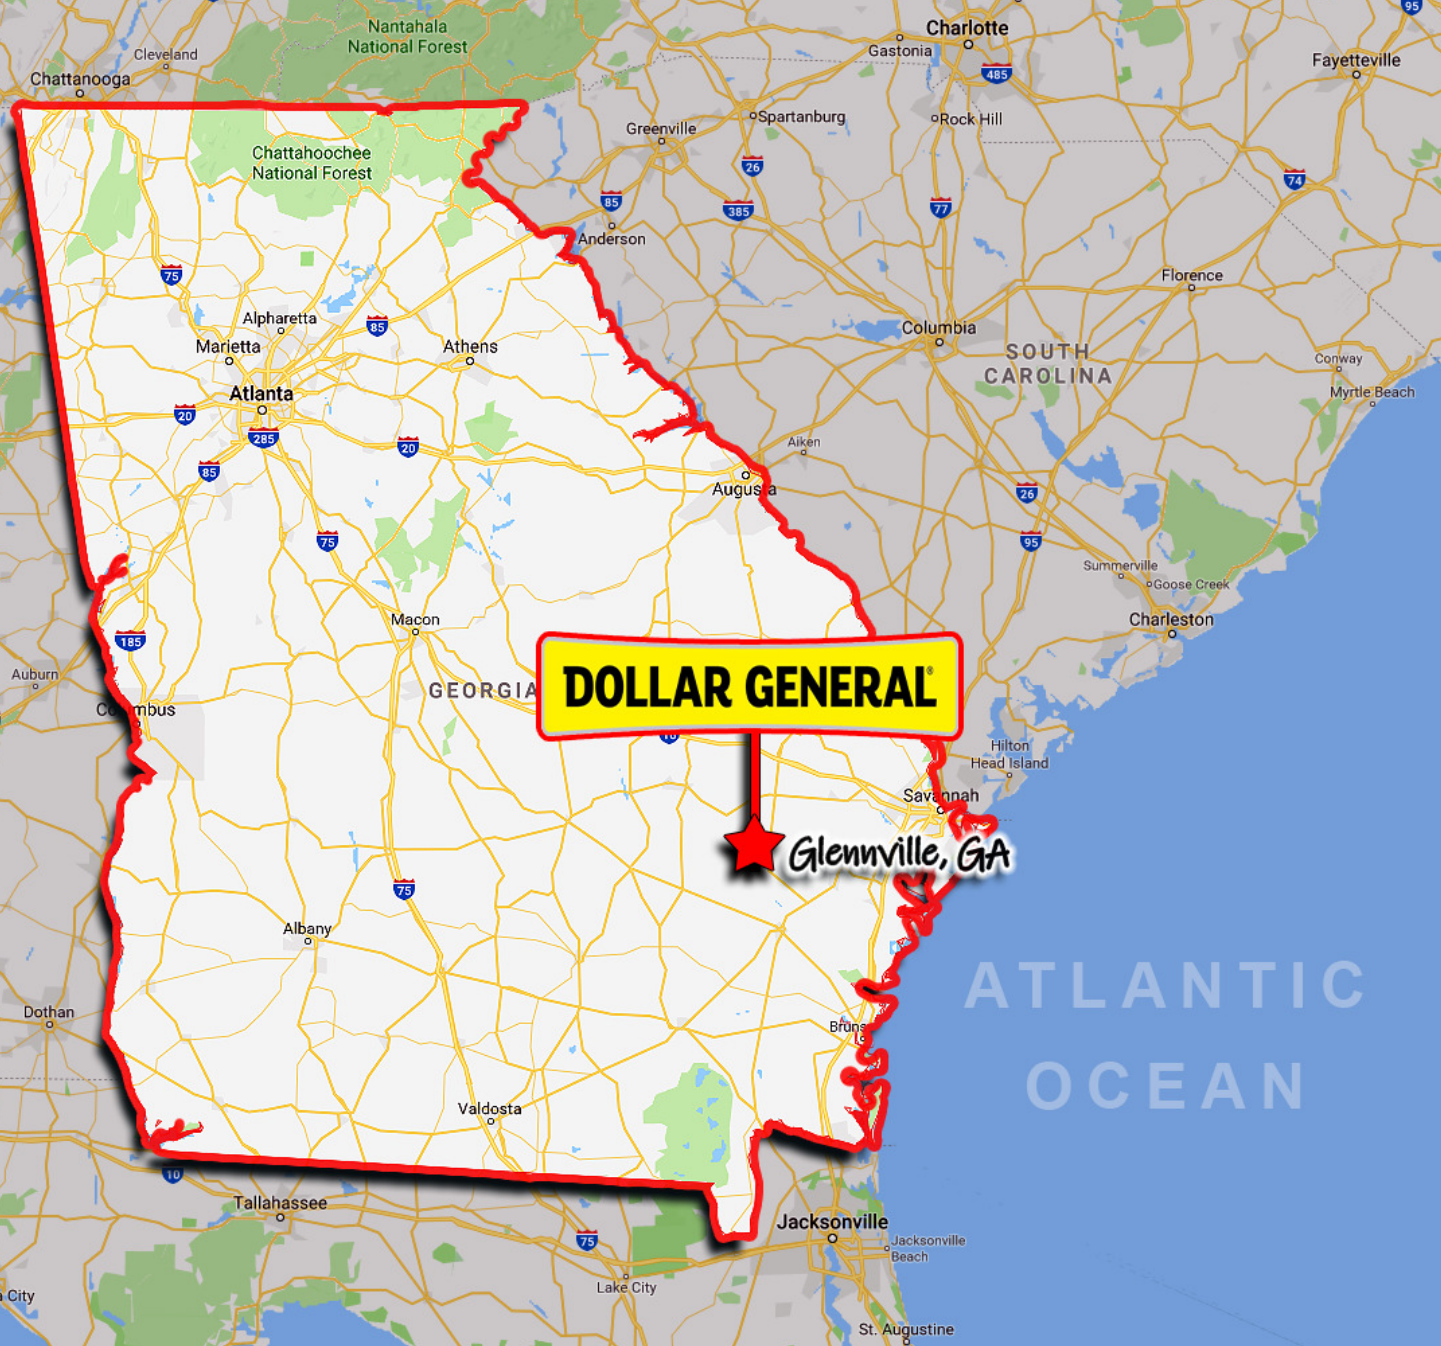 Nantahala
National Forest
Charlotte
95
Cleveland
Gastonia
Fayetteville
Chattanooga
485
Greenville
Spartanburg
Rock Hill
Chattahoochee
National Forest
26
74
85
385
77
Anderson
75
Florence
Alpharetta
85
Columbia
Marietta
Athens
SOUTH
CAROLINA
Conway
Atlanta
Myrtle Beach
20
285
20
Aiken
85
Augusta
26
75
95
Summerville
Goose Creek
Macon
Charleston
185
Auburn
GEORGIA
DOLLAR GENERAL®
Columbus
16
Hilton
Head Island
Savannah
Glennville, GA
75
Albany
ATLANTIC
OCEAN
Dothan
Bruns
Valdosta
10
Tallahassee
Jacksonville
75
Jacksonville
Beach
Lake City
City
St. Augustine